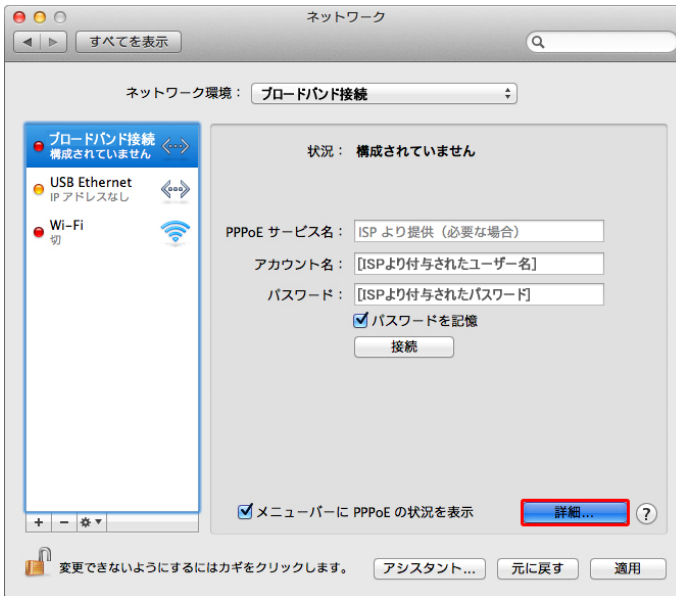 ネットワーク
すべてを表示
ネットワーク環境： ブロードバンド接続
ブロードバンド接続
構成されていません
USB Ethernet
IP アドレスなし
Wi-Fi
切
状況： 構成されていません
PPPoE サービス名： ISP より提供（必要な場合）
アカウント名： [ISPより付与されたユーザー名]
パスワード： [ISPより付与されたパスワード]
パスワードを記憶
接続
メニューバーに PPPoE の状況を表示
詳細...
?
+ −
変更できないようにするにはカギをクリックします。
アシスタント...
元に戻す
適用